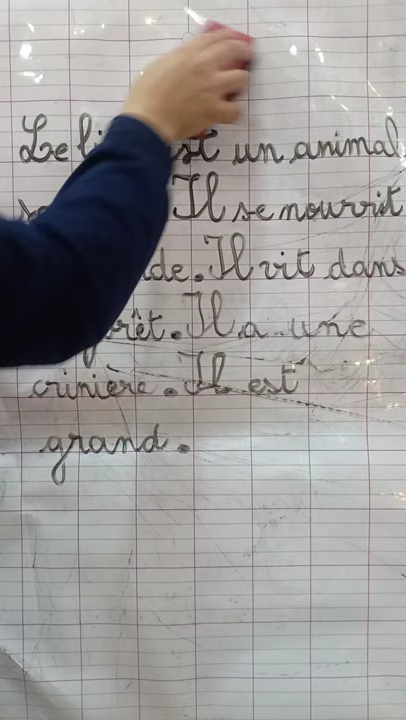 Le un animal
Il se nourrit
Il vit dans
Il a une
crinière. Il est
grand.